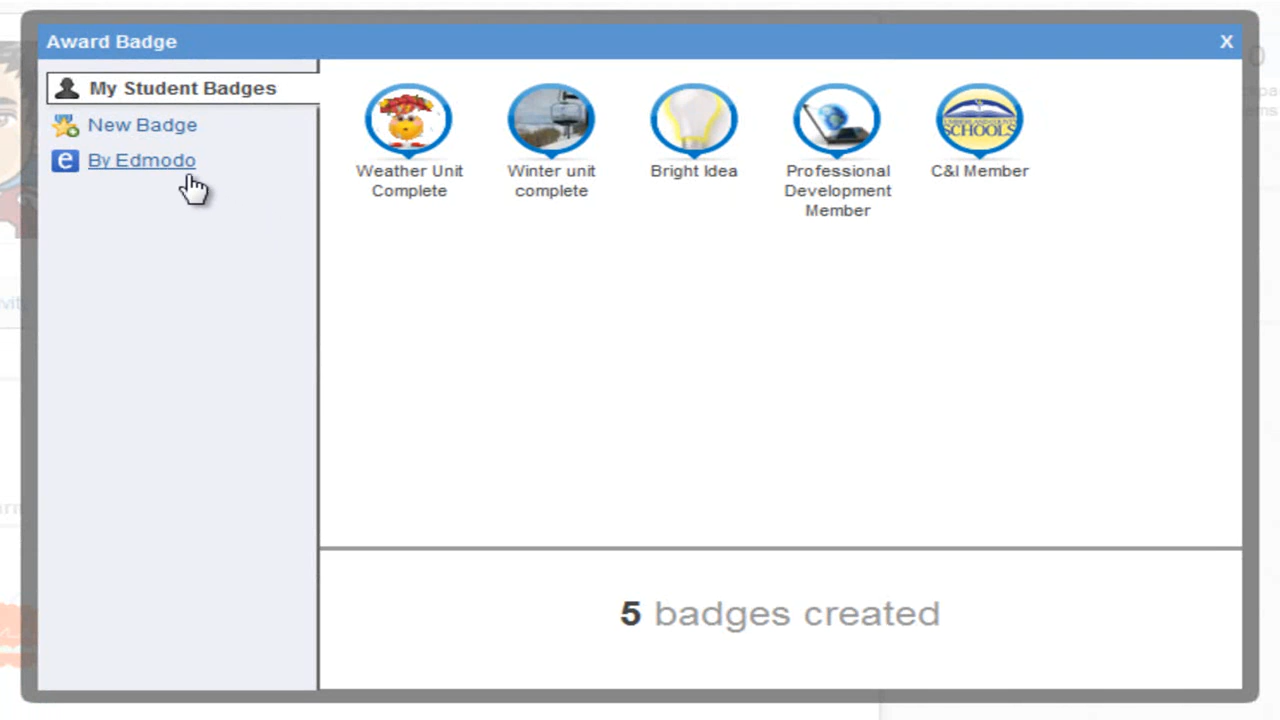 Award Badge
X
My Student Badges
New Badge
By Edmodo
Weather Unit
Complete
Winter unit
complete
Bright Idea
Professional
Development
Member
SCHOOLS
C&I Member
5 badges created